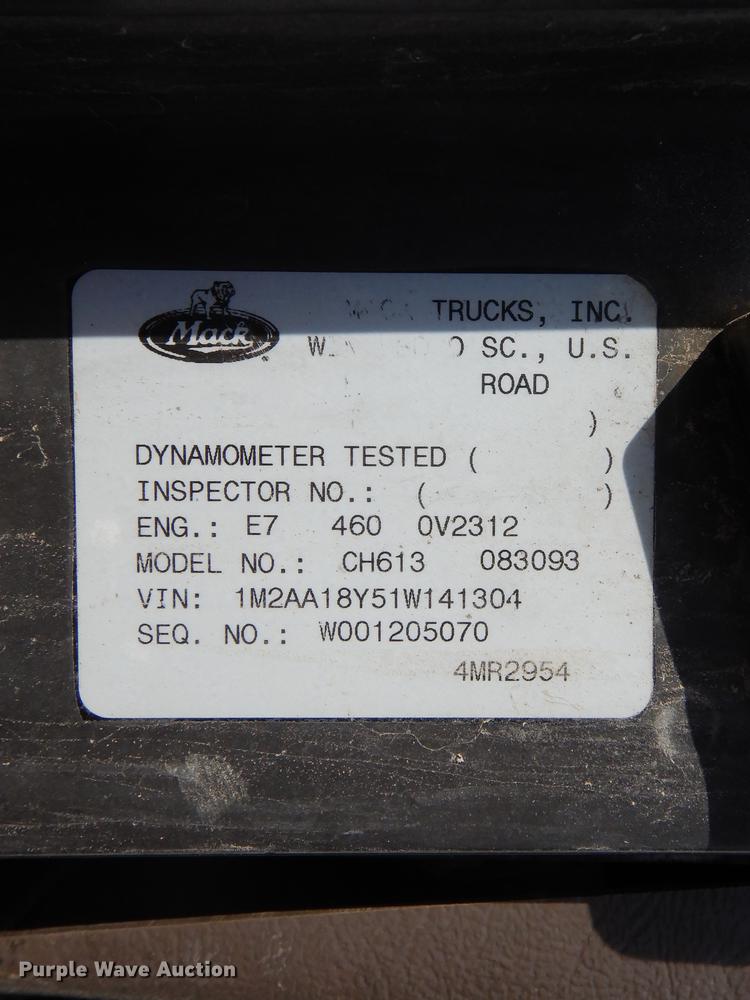 Mack
TRUCKS, INC.
SC., U.S.
ROAD
)
DYNAMOMETER TESTED ( )
INSPECTOR NO.: ( )
ENG.: E7 460 0V2312
MODEL NO.: CH613 083093
VIN: 1M2AA18Y51W141304
SEQ. NO.: W001205070
4MR2954
Purple Wave Auction